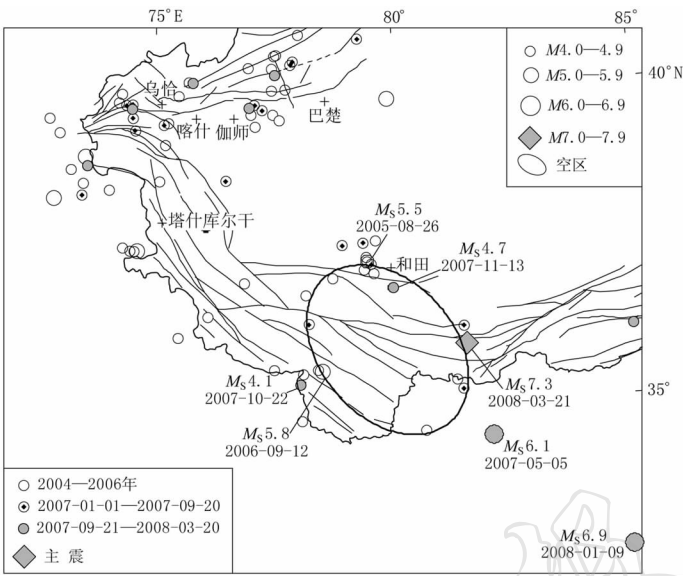 75°E
80°
85°
40°N
35°
M4.0—4.9
M5.0—5.9
M6.0—6.9
M7.0—7.9
空区
乌恰
喀什
伽师
巴楚
塔什库尔干
Ms5.5
2005-08-26
和田
Ms4.7
2007-11-13
Ms4.1
2007-10-22
Ms5.8
2006-09-12
Ms7.3
2008-03-21
Ms6.1
2007-05-05
Ms6.9
2008-01-09
2004—2006年
2007-01-01—2007-09-20
2007-09-21—2008-03-20
主 震